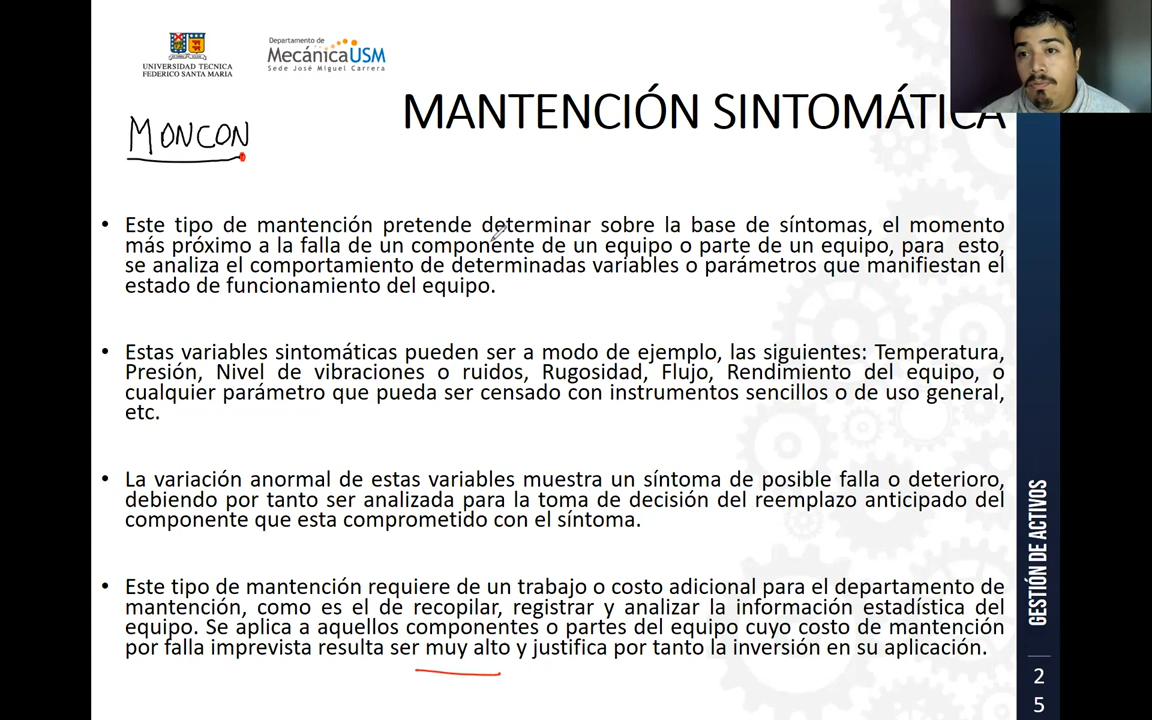 UNIVERSIDAD TECNICA
FEDERICO SANTA MARIA
Departamento de
MecánicaUSM
Sede José Miguel Carrera
MANTENCIÓN SINTOMÁTICA
MONCON
• Este tipo de mantención pretende determinar sobre la base de síntomas, el momento
más próximo a la falla de un componente de un equipo o parte de un equipo, para esto,
se analiza el comportamiento de determinadas variables o parámetros que manifiestan el
estado de funcionamiento del equipo.
• Estas variables sintomáticas pueden ser a modo de ejemplo, las siguientes: Temperatura,
Presión, Nivel de vibraciones o ruidos, Rugosidad, Flujo, Rendimiento del equipo, o
cualquier parámetro que pueda ser censado con instrumentos sencillos o de uso general,
etc.
• La variación anormal de estas variables muestra un síntoma de posible falla o deterioro,
debiendo por tanto ser analizada para la toma de decisión del reemplazo anticipado del
componente que esta comprometido con el síntoma.
• Este tipo de mantención requiere de un trabajo o costo adicional para el departamento de
mantención, como es el de recopilar, registrar y analizar la información estadística del
equipo. Se aplica a aquellos componentes o partes del equipo cuyo costo de mantención
por falla imprevista resulta ser muy alto y justifica por tanto la inversión en su aplicación.
GESTIÓN DE ACTIVOS
2
5